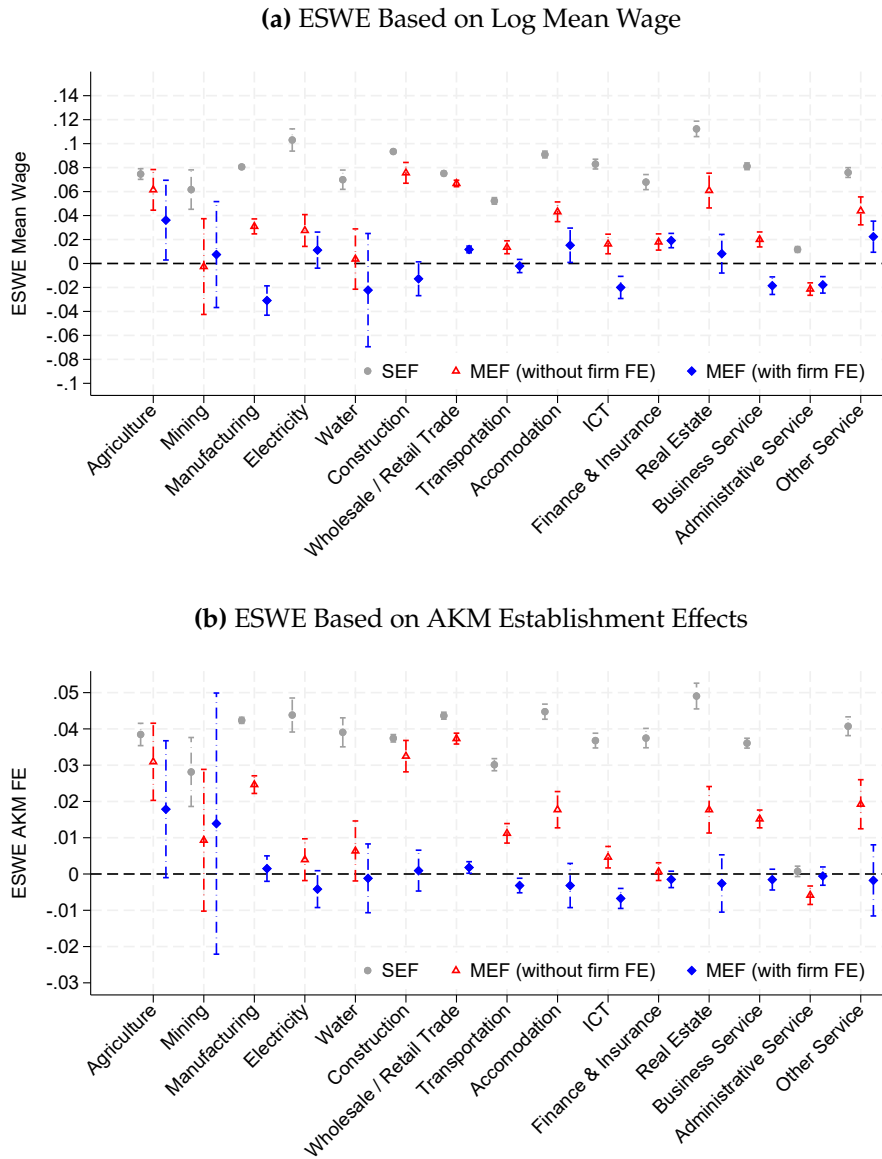 (a) ESWE Based on Log Mean Wage
ESWE Mean Wage
.14
.12
.1
.08
.06
.04
.02
0
-.02
-.04
-.06
-.08
-.1
SEF MEF (without firm FE) MEF (with firm FE)
Agriculture
Mining
Manufacturing
Electricity
Water
Construction
Wholesale / Retail Trade
Transportation
Accomodation
ICT
Finance & Insurance
Real Estate
Business Service
Administrative Service
Other Service
(b) ESWE Based on AKM Establishment Effects
ESWE AKM FE
.05
.04
.03
.02
.01
0
-.01
-.02
-.03
SEF MEF (without firm FE) MEF (with firm FE)
Agriculture
Mining
Manufacturing
Electricity
Water
Construction
Wholesale / Retail Trade
Transportation
Accomodation
ICT
Finance & Insurance
Real Estate
Business Service
Administrative Service
Other Service